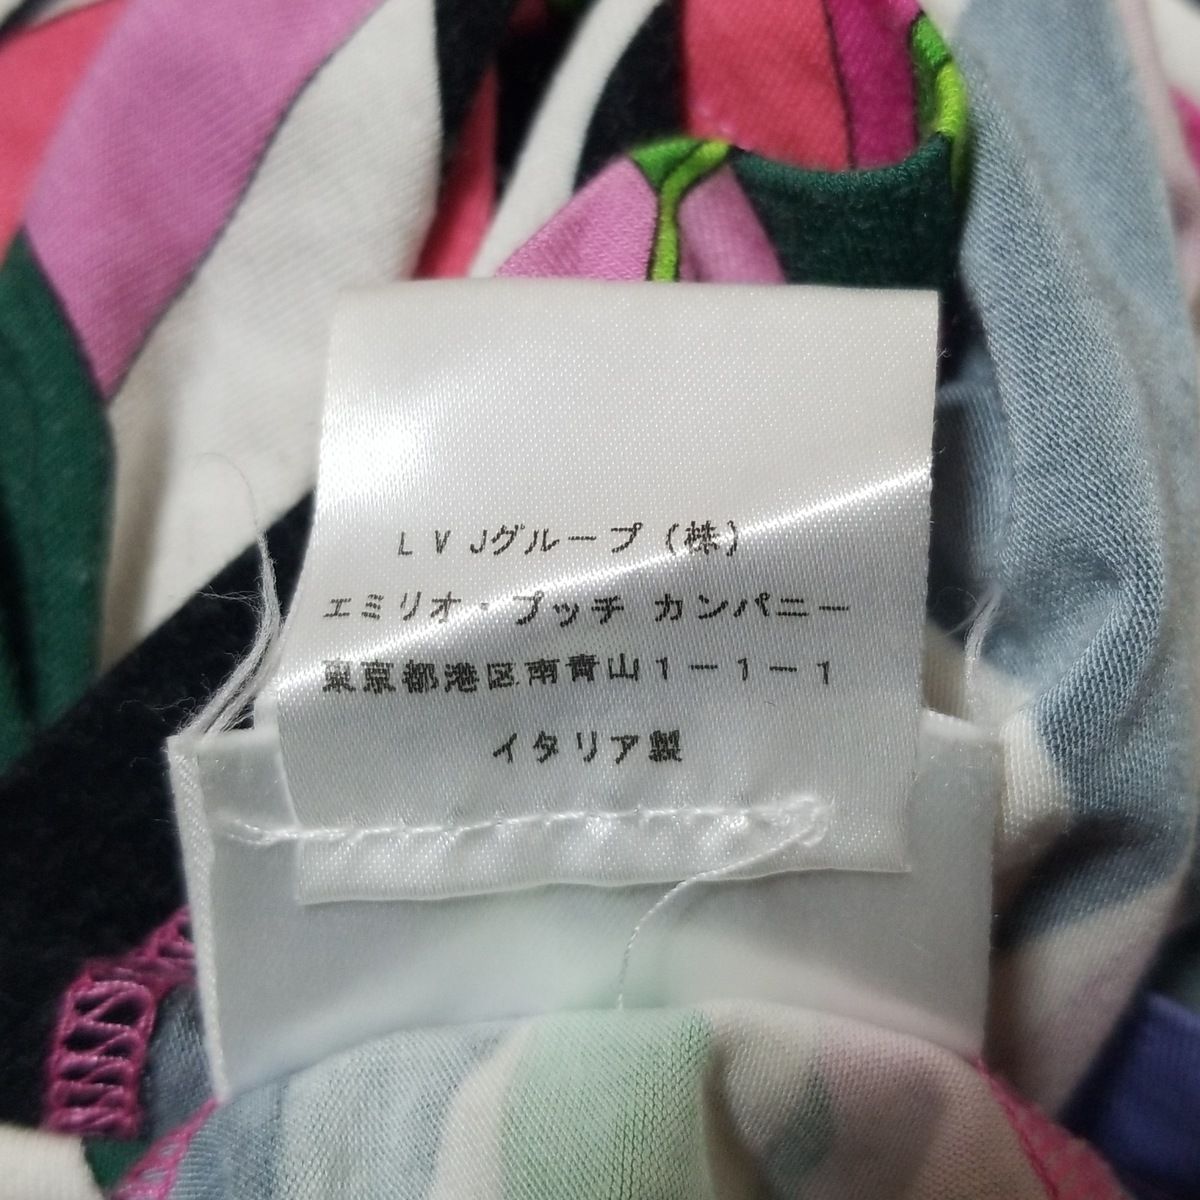 LVJグループ（株）
エミリオ・プッチ カンパニー
東京都港区南青山1－1－1
イタリア製